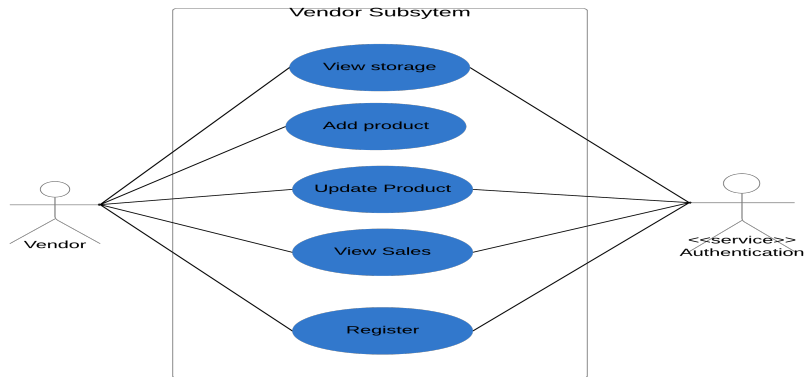 Vendor Subsytem
View storage
Add product
Update Product
Vendor
View Sales
<<service>>
Authentication
Register